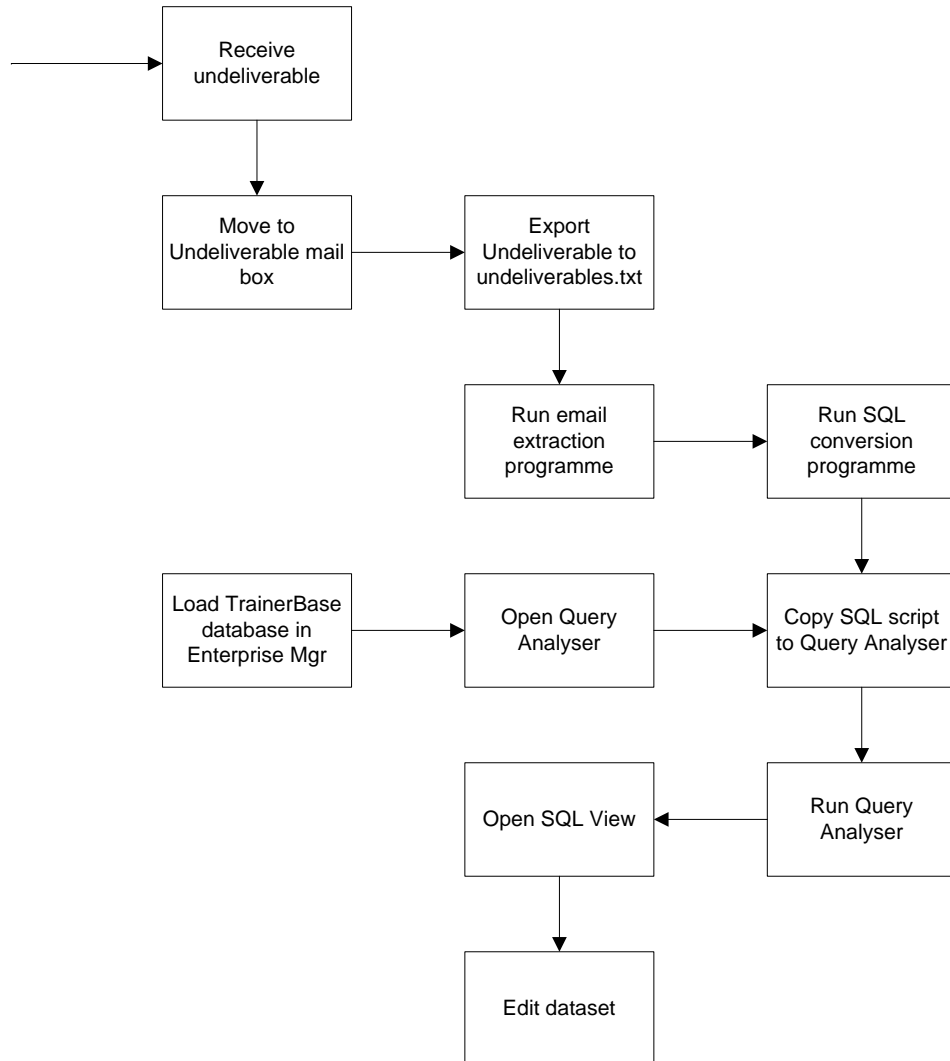 Receive
undeliverable
Move to
Undeliverable mail
box
Export
Undeliverable to
undeliverables.txt
Run email
extraction
programme
Run SQL
conversion
programme
Load TrainerBase
database in
Enterprise Mgr
Open Query
Analyser
Copy SQL script
to Query Analyser
Open SQL View
Run Query
Analyser
Edit dataset